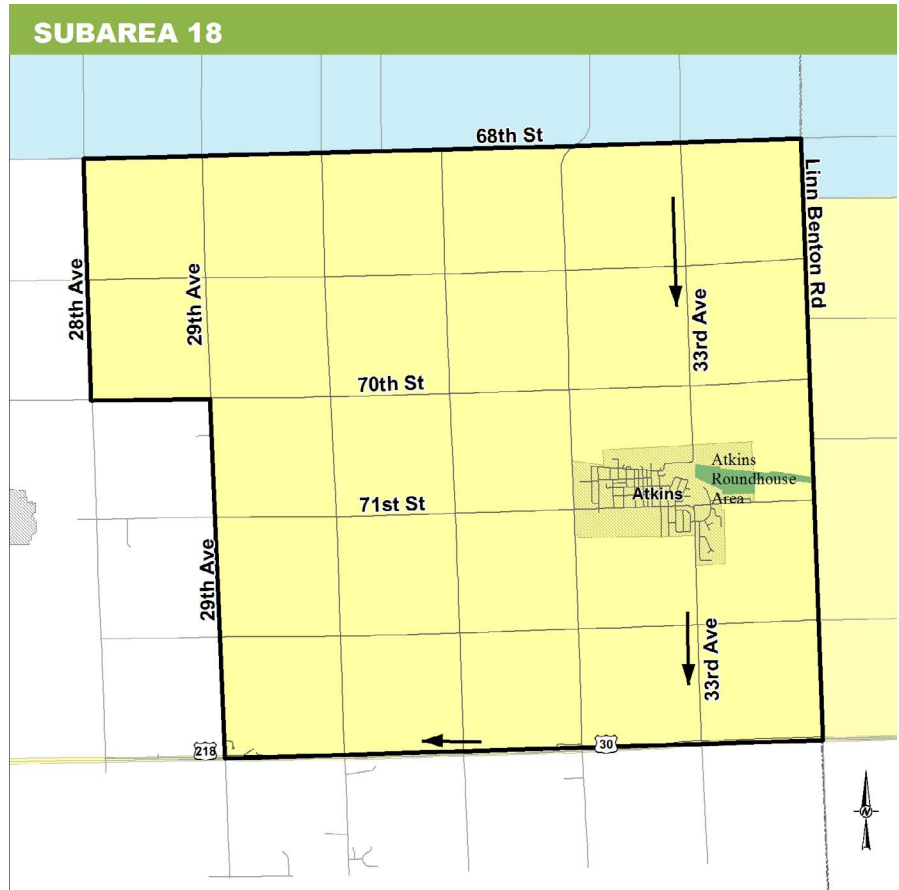 SUBAREA 18
68th St
Linn Benton Rd
28th Ave
29th Ave
33rd Ave
70th St
Atkins
Roundhouse
Area
Atkins
71st St
29th Ave
33rd Ave
218
30
N